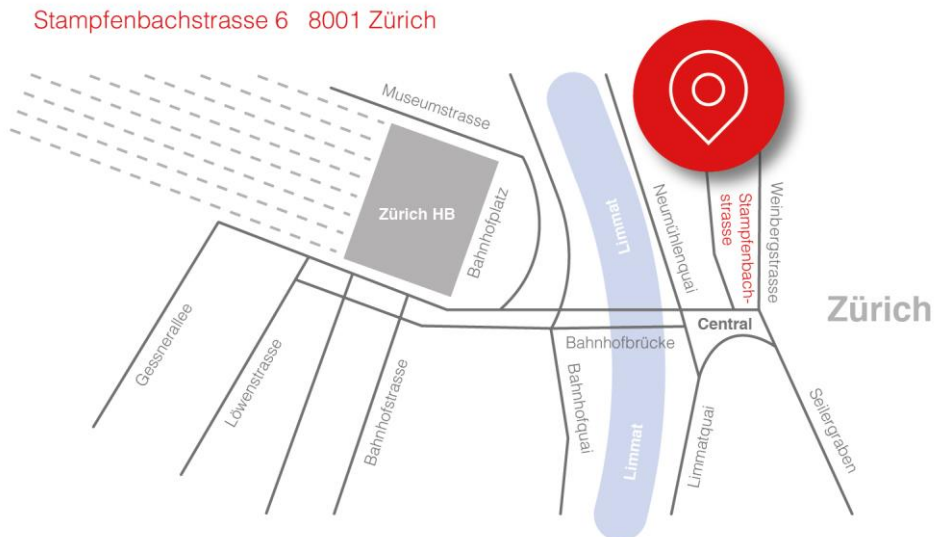 Stampfenbachstrasse 6 8001 Zürich
Museumstrasse
Zürich HB
Bahnhofplatz
Limmat
Neumühlenquai
Stampfenbach-
strasse
Weinbergstrasse
Zürich
Central
Bahnhofbrücke
Gessnerallee
Löwenstrasse
Bahnhofstrasse
Bahnhofquai
Limmat
Limmatquai
Seilergraben